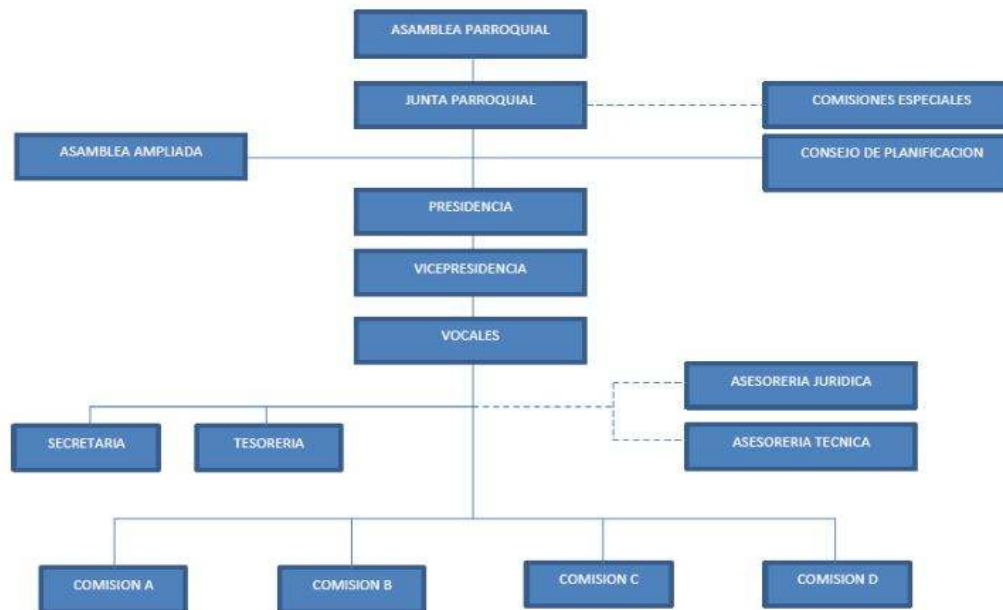 ASAMBLEA PARROQUIAL
JUNTA PARROQUIAL
COMISIONES ESPECIALES
ASAMBLEA AMPLIADA
CONSEJO DE PLANIFICACION
PRESIDENCIA
VICEPRESIDENCIA
VOCALES
ASESORERIA JURIDICA
SECRETARIA
TESORERIA
ASESORERIA TECNICA
COMISION A
COMISION B
COMISION C
COMISION D